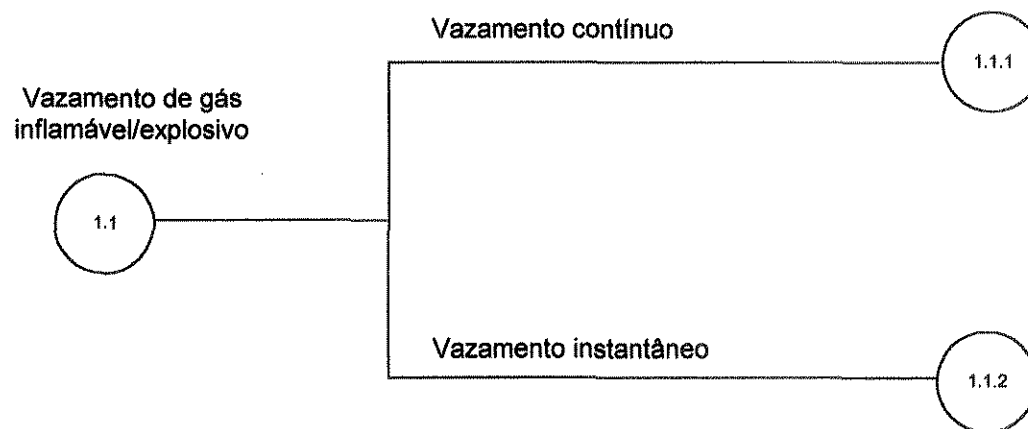 Vazamento contínuo
1.1.1
Vazamento de gás
inflamável/explosivo
1.1
Vazamento instantâneo
1.1.2